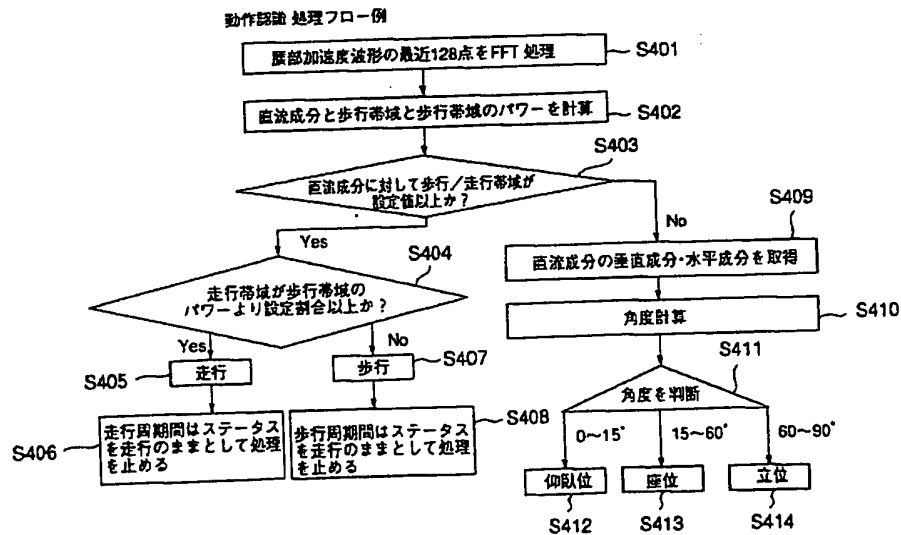 動作認識 処理フロー例
腰部加速度波形の最近128点をFFT 処理
S401
直流成分と歩行帯域と歩行帯域のパワーを計算
S402
S403
直流成分に対して歩行/走行帯域が
設定値以上か?
Yes
No
S404
走行帯域が歩行帯域の
パワーより設定割合以上か?
Yes
No
S405
走行
歩行
S407
S406
走行周期間はステータス
を走行のままとして処理
を止める
歩行周期間はステータス
を走行のままとして処理
を止める
S408
S409
直流成分の垂直成分・水平成分を取得
角度計算
S410
S411
角度を判断
0~15°
15~60°
60~90°
仰臥位
座位
立位
S412
S413
S414